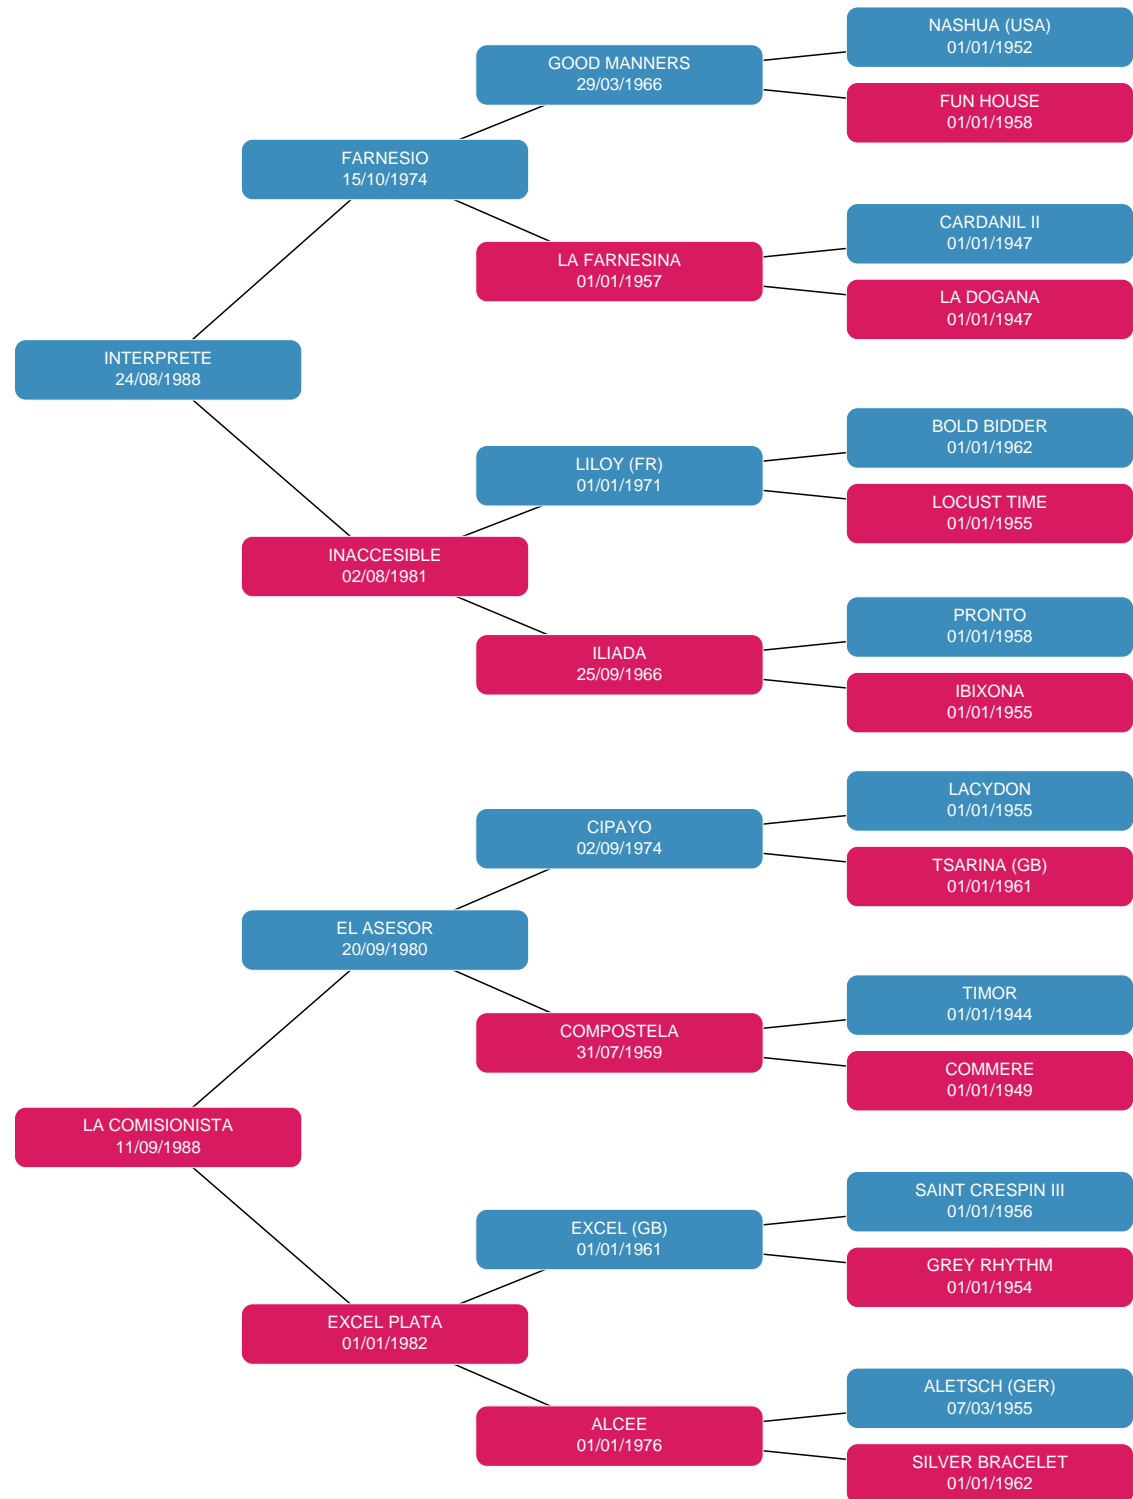 NASHUA (USA)
01/01/1952
GOOD MANNERS
29/03/1966
FUN HOUSE
01/01/1958
FARNESIO
15/10/1974
CARDANIL II
01/01/1947
LA FARNESINA
01/01/1957
LA DOGANA
01/01/1947
INTERPRETE
24/08/1988
BOLD BIDDER
01/01/1962
LILOY (FR)
01/01/1971
LOCUST TIME
01/01/1955
INACCESIBLE
02/08/1981
PRONTO
01/01/1958
ILIADA
25/09/1966
IBIXONA
01/01/1955
LACYDON
01/01/1955
CIPAYO
02/09/1974
TSARINA (GB)
01/01/1961
EL ASESOR
20/09/1980
TIMOR
01/01/1944
COMPOSTELA
31/07/1959
COMMERE
01/01/1949
LA COMISIONISTA
11/09/1988
SAINT CRESPIN III
01/01/1956
EXCEL (GB)
01/01/1961
GREY RHYTHM
01/01/1954
EXCEL PLATA
01/01/1982
ALETSCH (GER)
07/03/1955
ALCEE
01/01/1976
SILVER BRACELET
01/01/1962